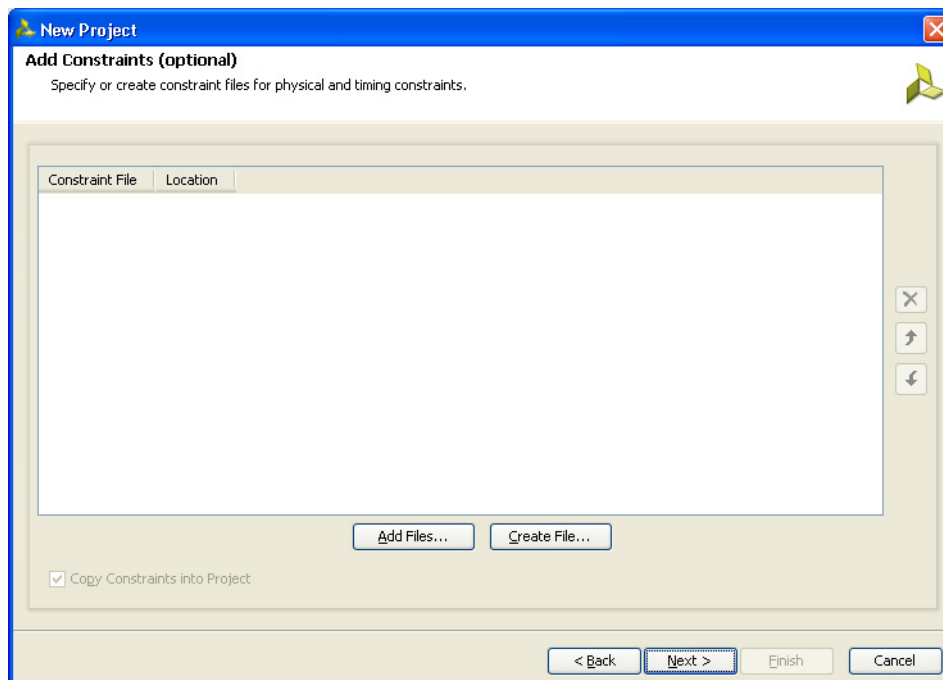 New Project
Add Constraints (optional)
Specify or create constraint files for physical and timing constraints.
Constraint File Location
Add Files... Create File...
Copy Constraints into Project
< Back Next > Finish Cancel